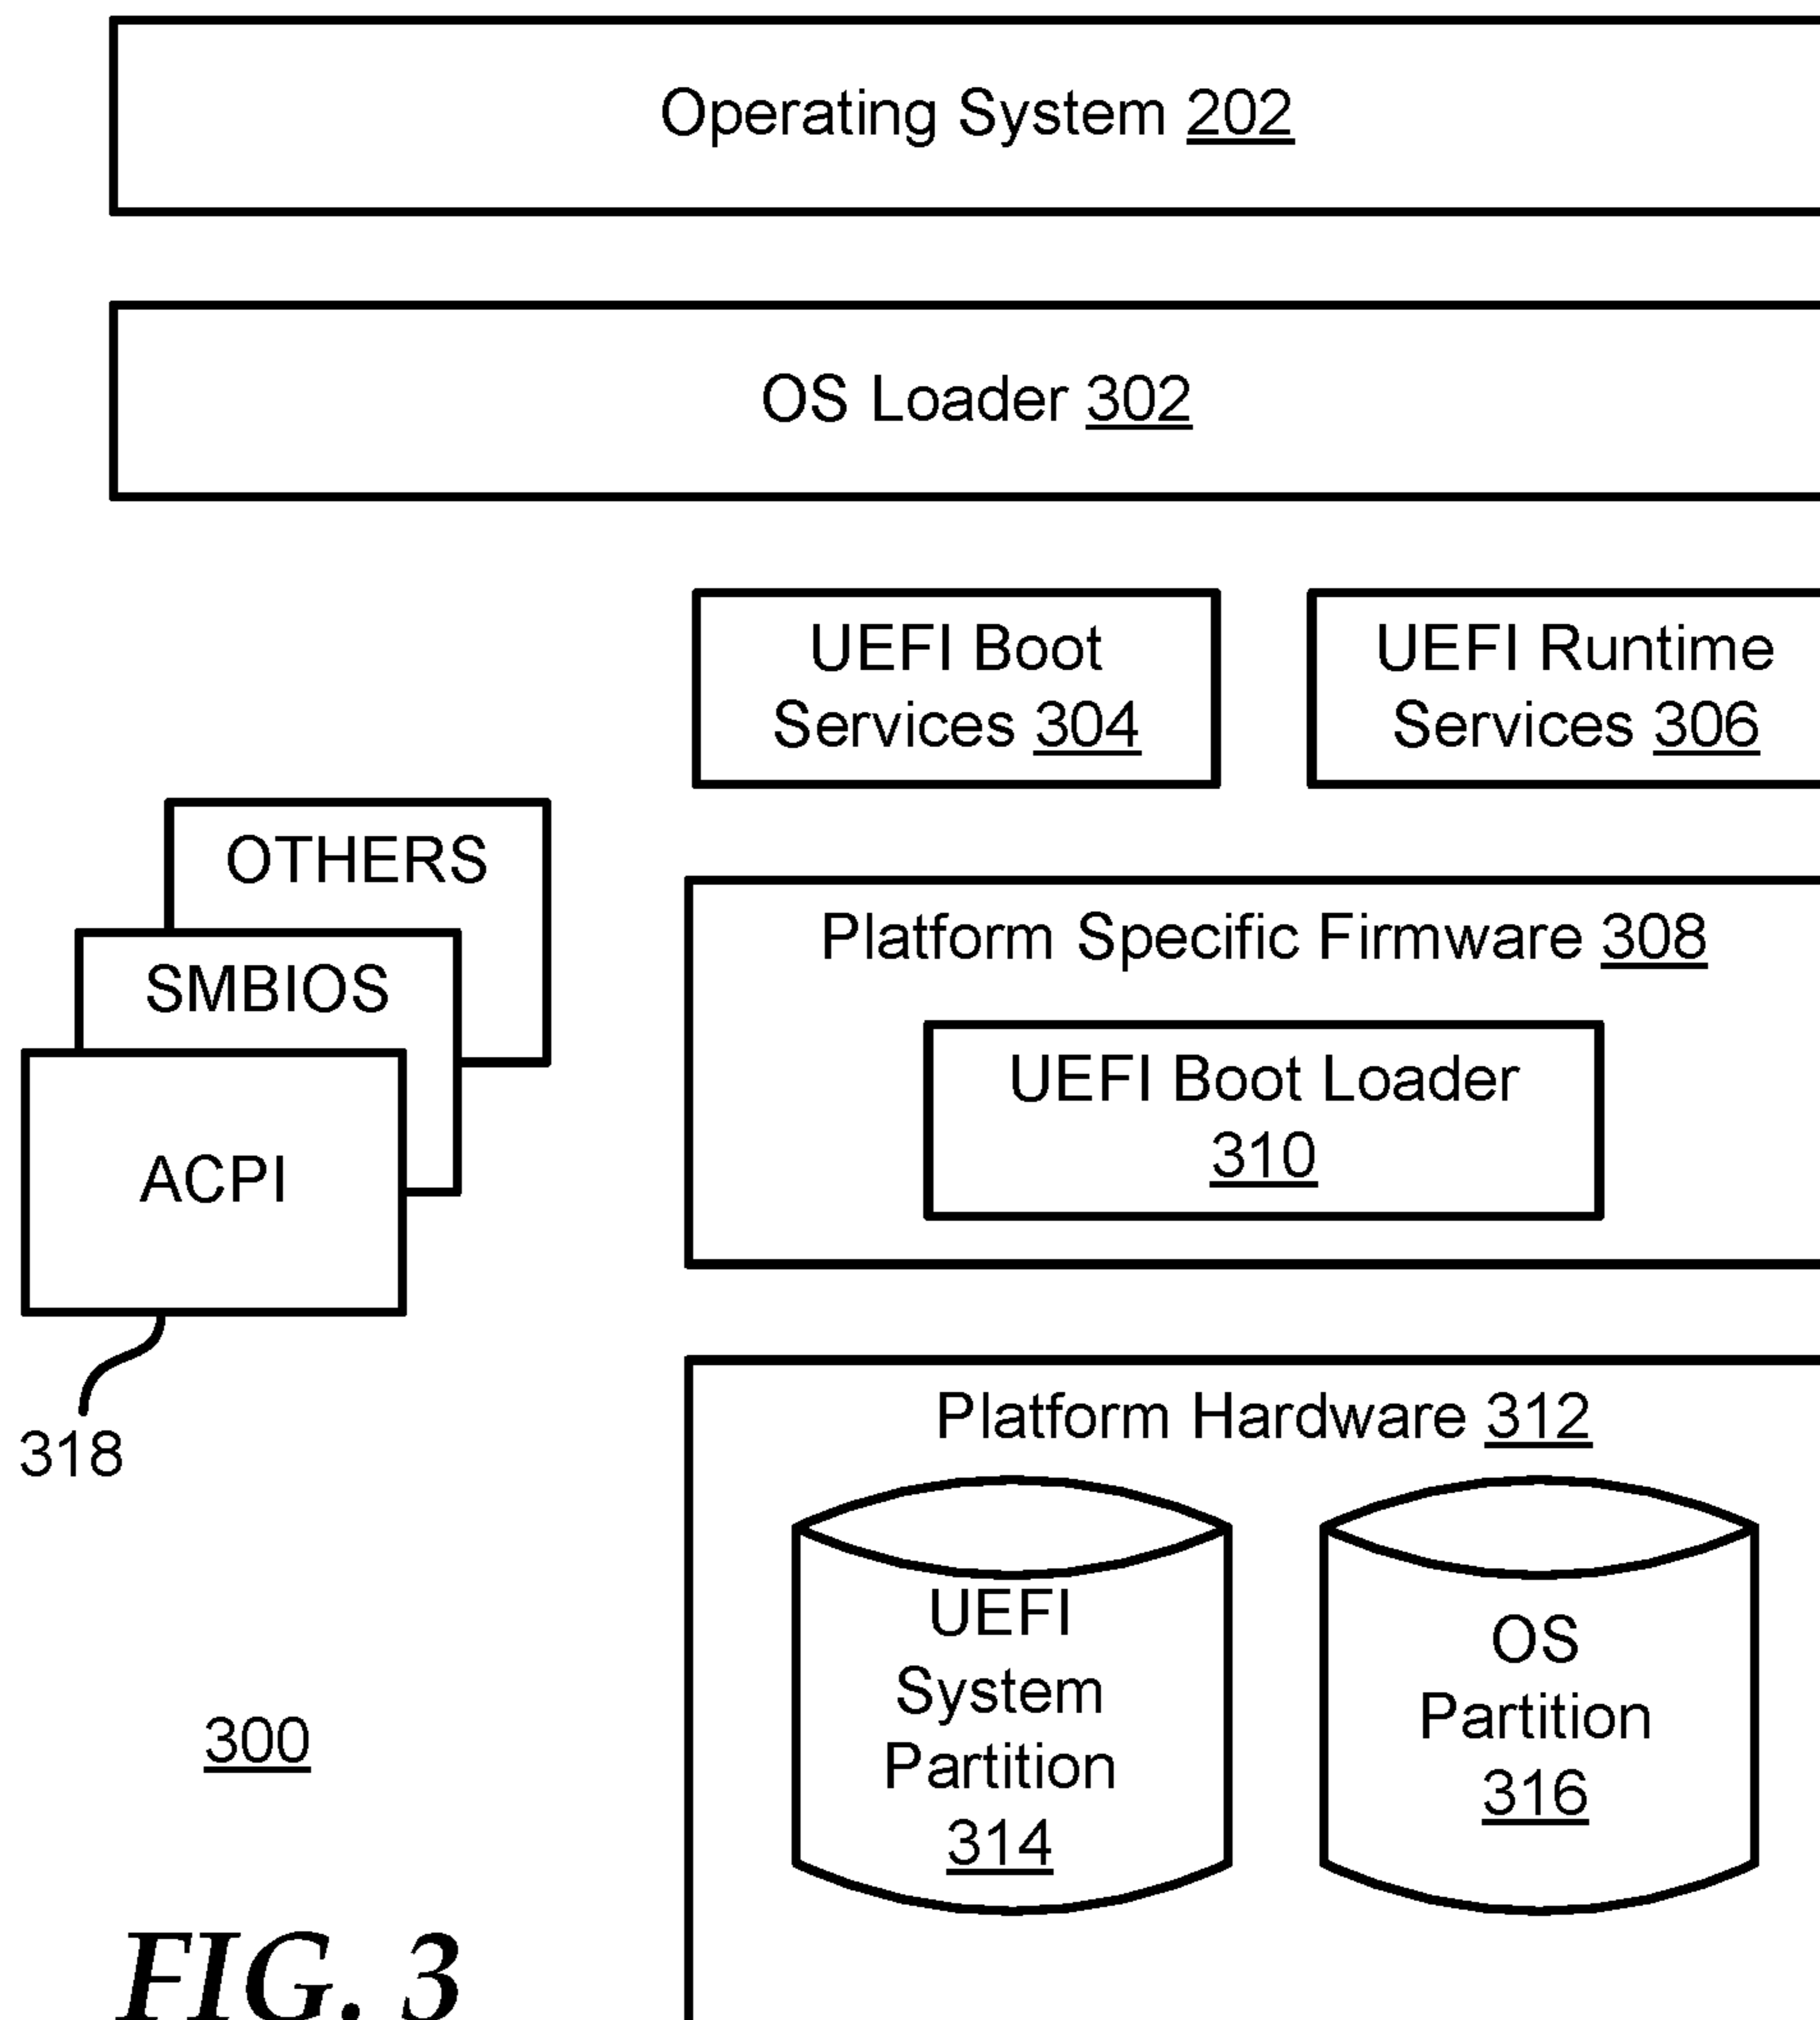 Operating System 202
OS Loader 302
UEFI Boot
Services 304
UEFI Runtime
Services 306
OTHERS
SMBIOS
ACPI
318
Platform Specific Firmware 308
UEFI Boot Loader
310
Platform Hardware 312
UEFI
System
Partition
314
OS
Partition
316
300
FIG. 3